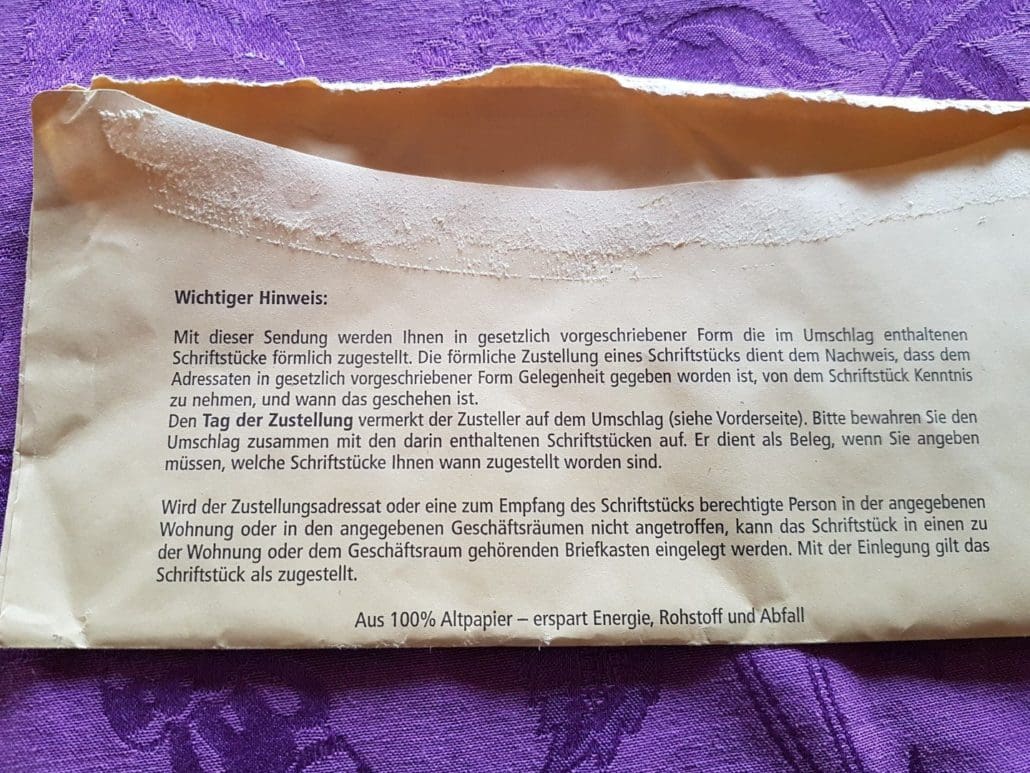 Wichtiger Hinweis:
Mit dieser Sendung werden Ihnen in gesetzlich vorgeschriebener Form die im Umschlag enthaltenen
Schriftstücke förmlich zugestellt. Die förmliche Zustellung eines Schriftstücks dient dem Nachweis, dass dem
Adressaten in gesetzlich vorgeschriebener Form Gelegenheit gegeben worden ist, von dem Schriftstück Kenntnis
zu nehmen, und wann das geschehen ist.
Den Tag der Zustellung vermerkt der Zusteller auf dem Umschlag (siehe Vorderseite). Bitte bewahren Sie den
Umschlag zusammen mit den darin enthaltenen Schriftstücken auf. Er dient als Beleg, wenn Sie angeben
müssen, welche Schriftstücke Ihnen wann zugestellt worden sind.
Wird der Zustellungsadressat oder eine zum Empfang des Schriftstücks berechtigte Person in der angegebenen
Wohnung oder in den angegebenen Geschäftsräumen nicht angetroffen, kann das Schriftstück in einen zu
der Wohnung oder dem Geschäftsraum gehörenden Briefkasten eingelegt werden. Mit der Einlegung gilt das
Schriftstück als zugestellt.
Aus 100% Altpapier – erspart Energie, Rohstoff und Abfall